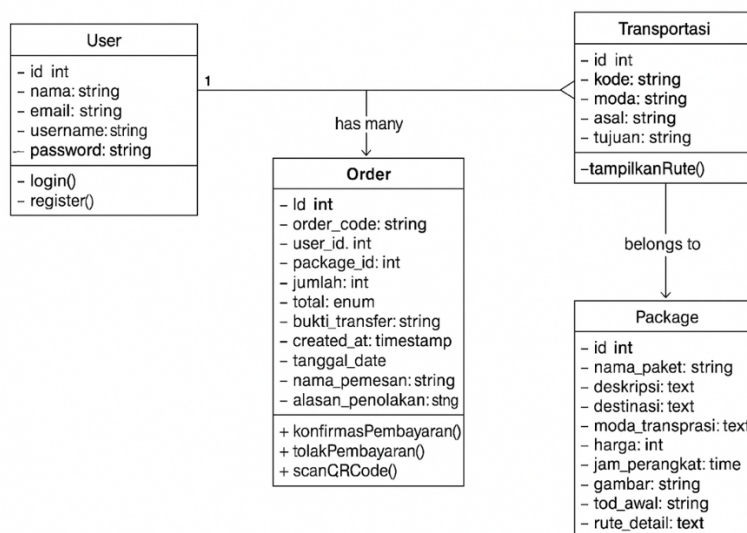 User
– id int
– nama: string
– email: string
– username: string
– password: string
– login()
– register()
1
has many
Order
– Id int
– order_code: string
– user_id. int
– package_id: int
– jumlah: int
– total: enum
– bukti_transfer: string
– created_at: timestamp
– tanggal_date
– nama_pemesan: string
– alasan_penolakan: stng
+ konfirmasPembayaran()
+ tolakPembayaran()
+ scanQRCode()
Transportasi
– id int
– kode: string
– moda: string
– asal: string
– tujuan: string
–tampilkanRute()
belongs to
Package
– id int
– nama_paket: string
– deskripsi: text
– destinasi: text
– moda_transprasi: text
– harga: int
– jam_perangkat: time
– gambar: string
– tod_awal: string
– rute_detail: text